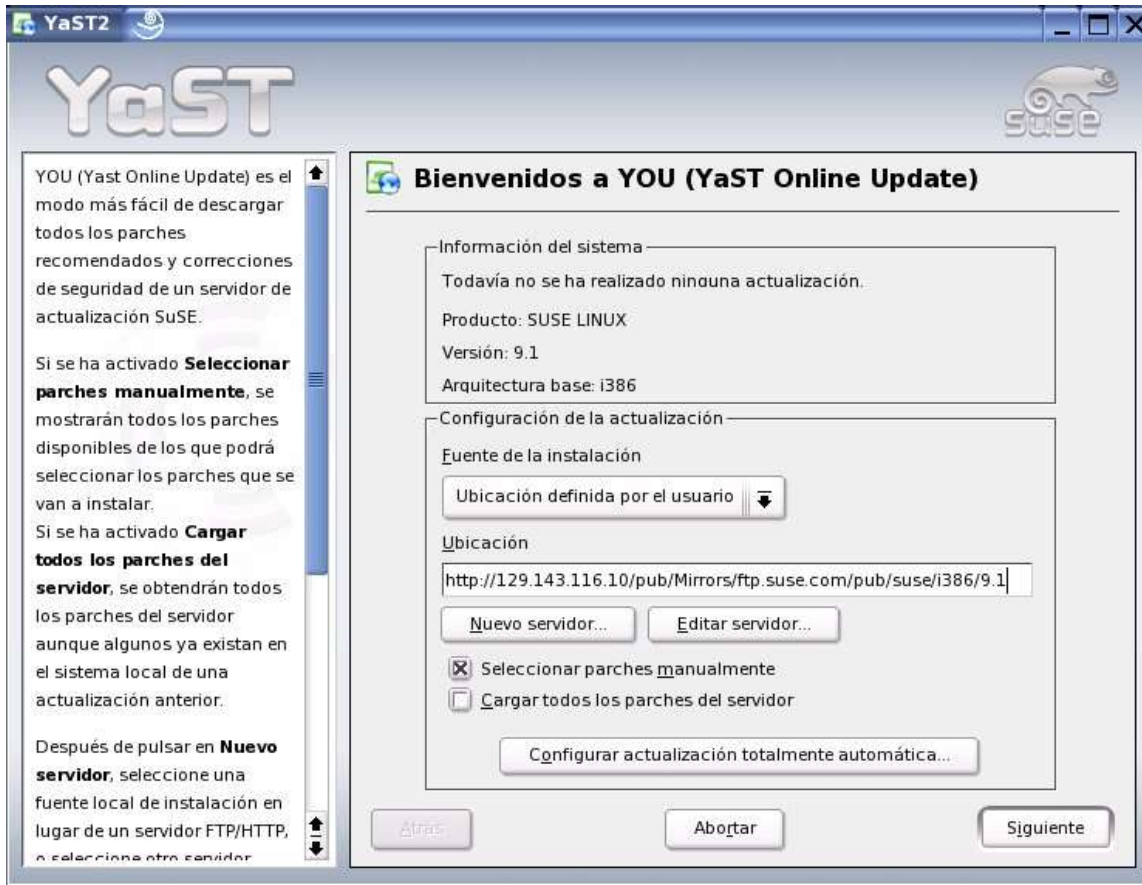 YaST2
YaST
SUSE
YOU (Yast Online Update) es el
modo más fácil de descargar
todos los parches
recomendados y correcciones
de seguridad de un servidor de
actualización SuSE.
Si se ha activado Seleccionar
parches manualmente, se
mostrarán todos los parches
disponibles de los que podrá
seleccionar los parches que se
van a instalar.
Si se ha activado Cargar
todos los parches del
servidor, se obtendrán todos
los parches del servidor
aunque algunos ya existan en
el sistema local de una
actualización anterior.
Después de pulsar en Nuevo
servidor, seleccione una
fuente local de instalación en
lugar de un servidor FTP/HTTP,
o seleccione otro servidor
Bienvenidos a YOU (YaST Online Update)
Información del sistema
Todavía no se ha realizado ninguna actualización.
Producto: SUSE LINUX
Versión: 9.1
Arquitectura base: i386
Configuración de la actualización
Fuente de la instalación
Ubicación definida por el usuario
Ubicación
http://129.143.116.10/pub/Mirrors/ftp.suse.com/pub/suse/i386/9.1
Nuevo servidor...
Editar servidor...
Seleccionar parches manualmente
Cargar todos los parches del servidor
Configurar actualización totalmente automática...
Atrás
Abortar
Siguiente